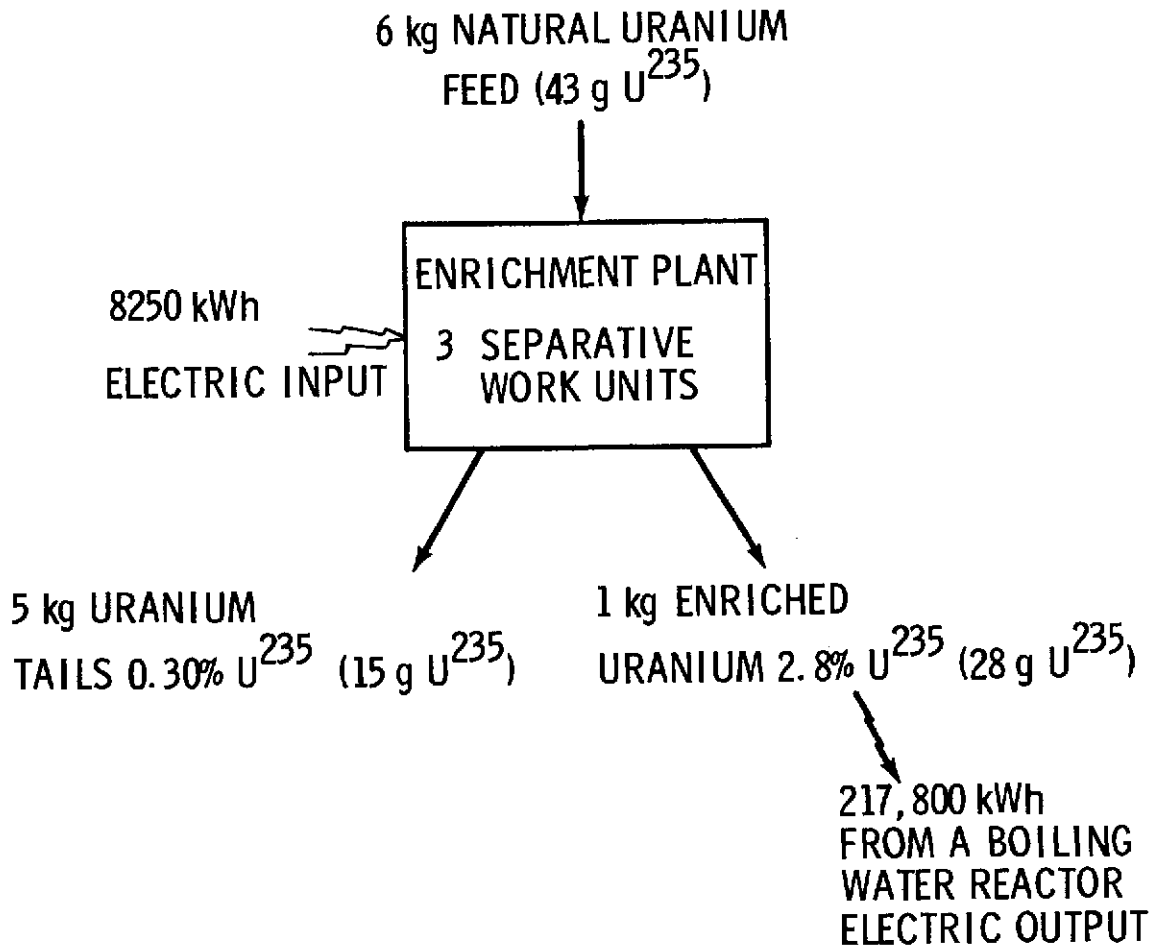 6 kg NATURAL URANIUM
FEED (43 g U²³⁵)
ENRICHMENT PLANT
3 SEPARATIVE
WORK UNITS
8250 kWh
ELECTRIC INPUT
5 kg URANIUM
TAILS 0.30% U²³⁵ (15 g U²³⁵)
1 kg ENRICHED
URANIUM 2.8% U²³⁵ (28 g U²³⁵)
217,800 kWh
FROM A BOILING
WATER REACTOR
ELECTRIC OUTPUT